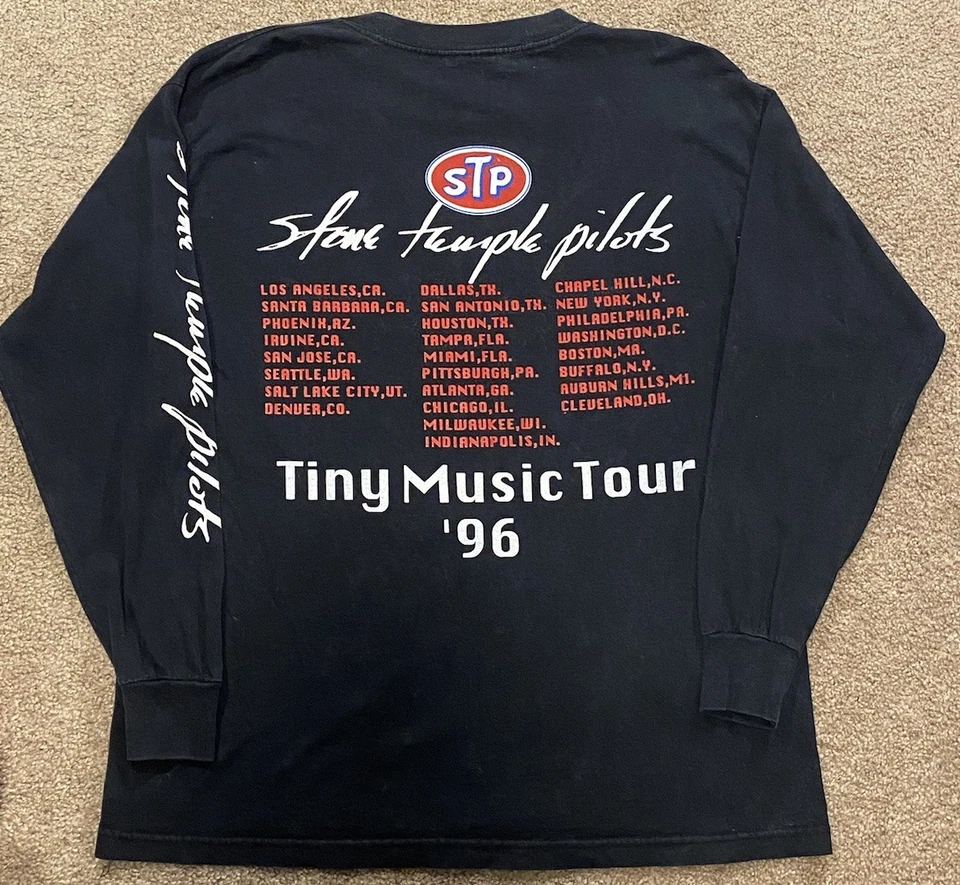 STP
stone temple pilots
LOS ANGELES,CA.
SANTA BARBARA,CA.
PHOENIX,AZ.
IRVINE,CA.
SAN JOSE,CA.
SEATTLE,WA.
SALT LAKE CITY,UT.
DENVER,CO.
DALLAS,TX.
SAN ANTONIO,TX.
HOUSTON,TX.
TAMPA,FLA.
MIAMI,FLA.
PITTSBURGH,PA.
ATLANTA,GA.
CHICAGO,IL.
MILWAUKEE,WI.
INDIANAPOLIS,IN.
CHAPEL HILL,N.C.
NEW YORK,N.Y.
PHILADELPHIA,PA.
WASHINGTON,D.C.
BOSTON,MA.
BUFFALO,N.Y.
AUBURN HILLS,MI.
CLEVELAND,OH.
Tiny Music Tour
'96
stone temple pilots